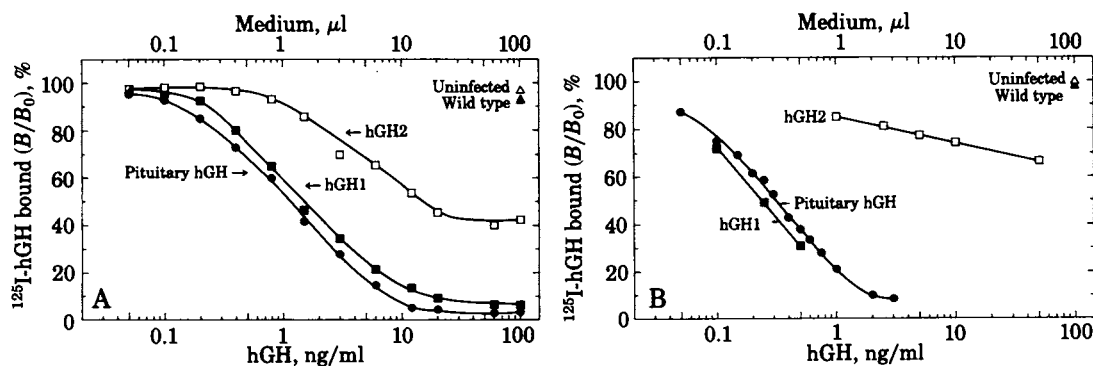 Medium, μl
0.1 1 10 100
100
80
60
40
20
0
¹²⁵I-hGH bound (B/B₀), %
Uninfected △
Wild type ▲
hGH2
Pituitary hGH
hGH1
A
0.1 1 10 100
hGH, ng/ml
Medium, μl
0.1 1 10 100
100
80
60
40
20
0
¹²⁵I-hGH bound (B/B₀), %
Uninfected △
Wild type ▲
hGH2
Pituitary hGH
hGH1
B
0.1 1 10 100
hGH, ng/ml